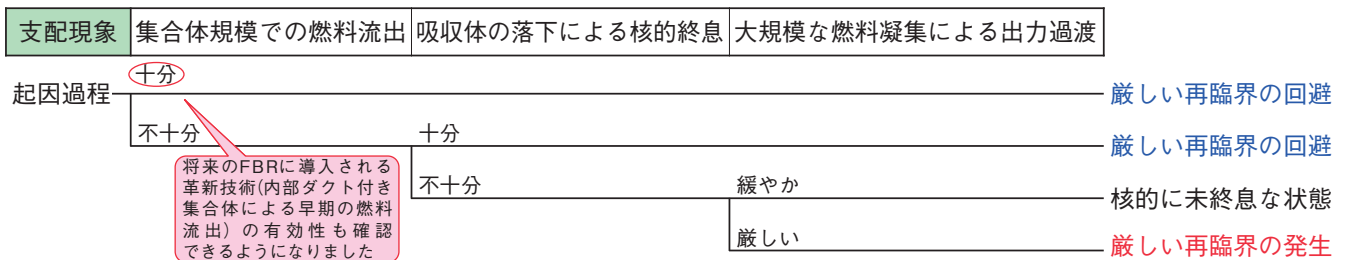 支配現象 集合体規模での燃料流出 吸収体の落下による核的終息 大規模な燃料凝集による出力過渡
十分
起因過程
厳しい再臨界の回避
不十分 十分
厳しい再臨界の回避
将来のFBRに導入される
革新技術(内部ダクト付き
集合体による早期の燃料
流出)の有効性も確認
できるようになりました
不十分 緩やか
核的に未終息な状態
厳しい
厳しい再臨界の発生